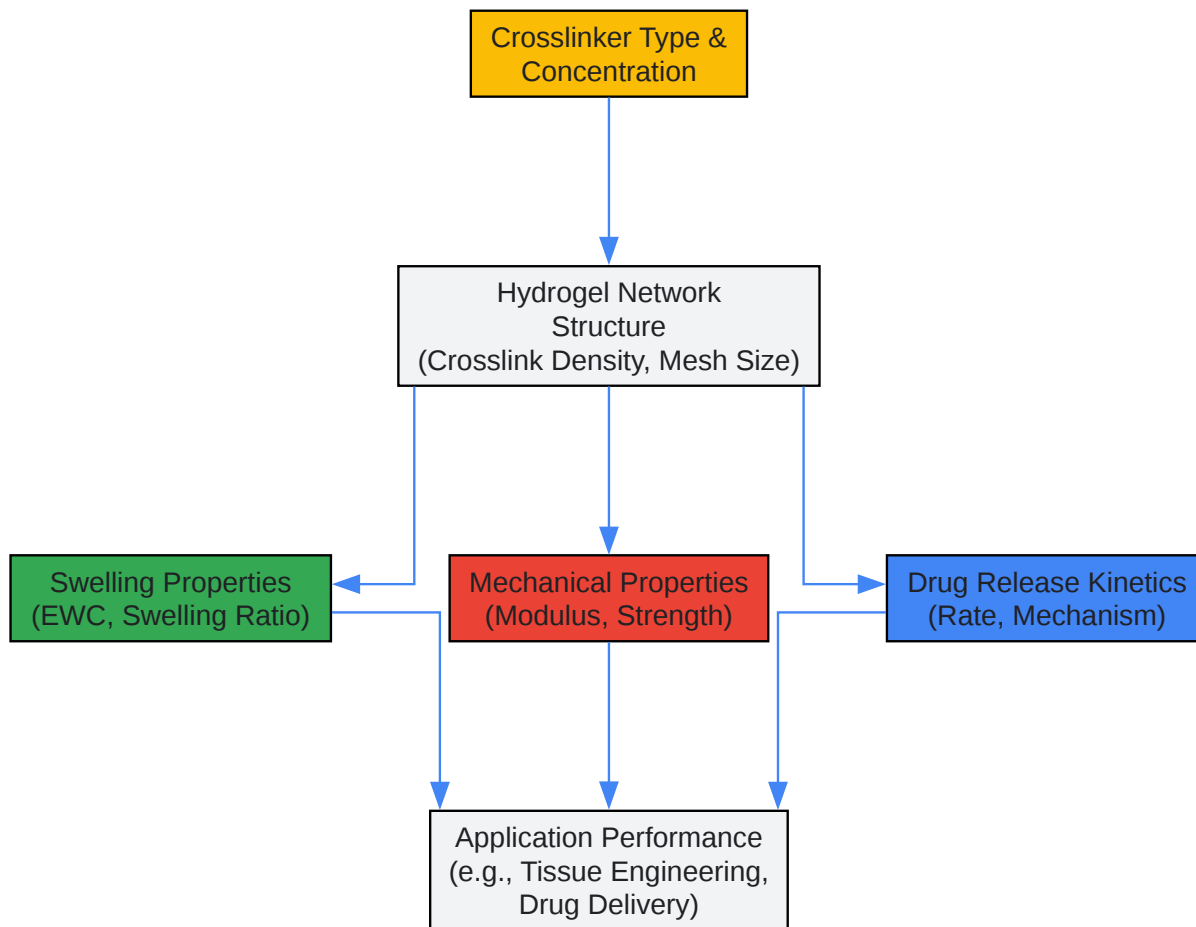 Crosslinker Type &
Concentration
Hydrogel Network
Structure
(Crosslink Density, Mesh Size)
Swelling Properties
(EWC, Swelling Ratio)
Mechanical Properties
(Modulus, Strength)
Drug Release Kinetics
(Rate, Mechanism)
Application Performance
(e.g., Tissue Engineering,
Drug Delivery)